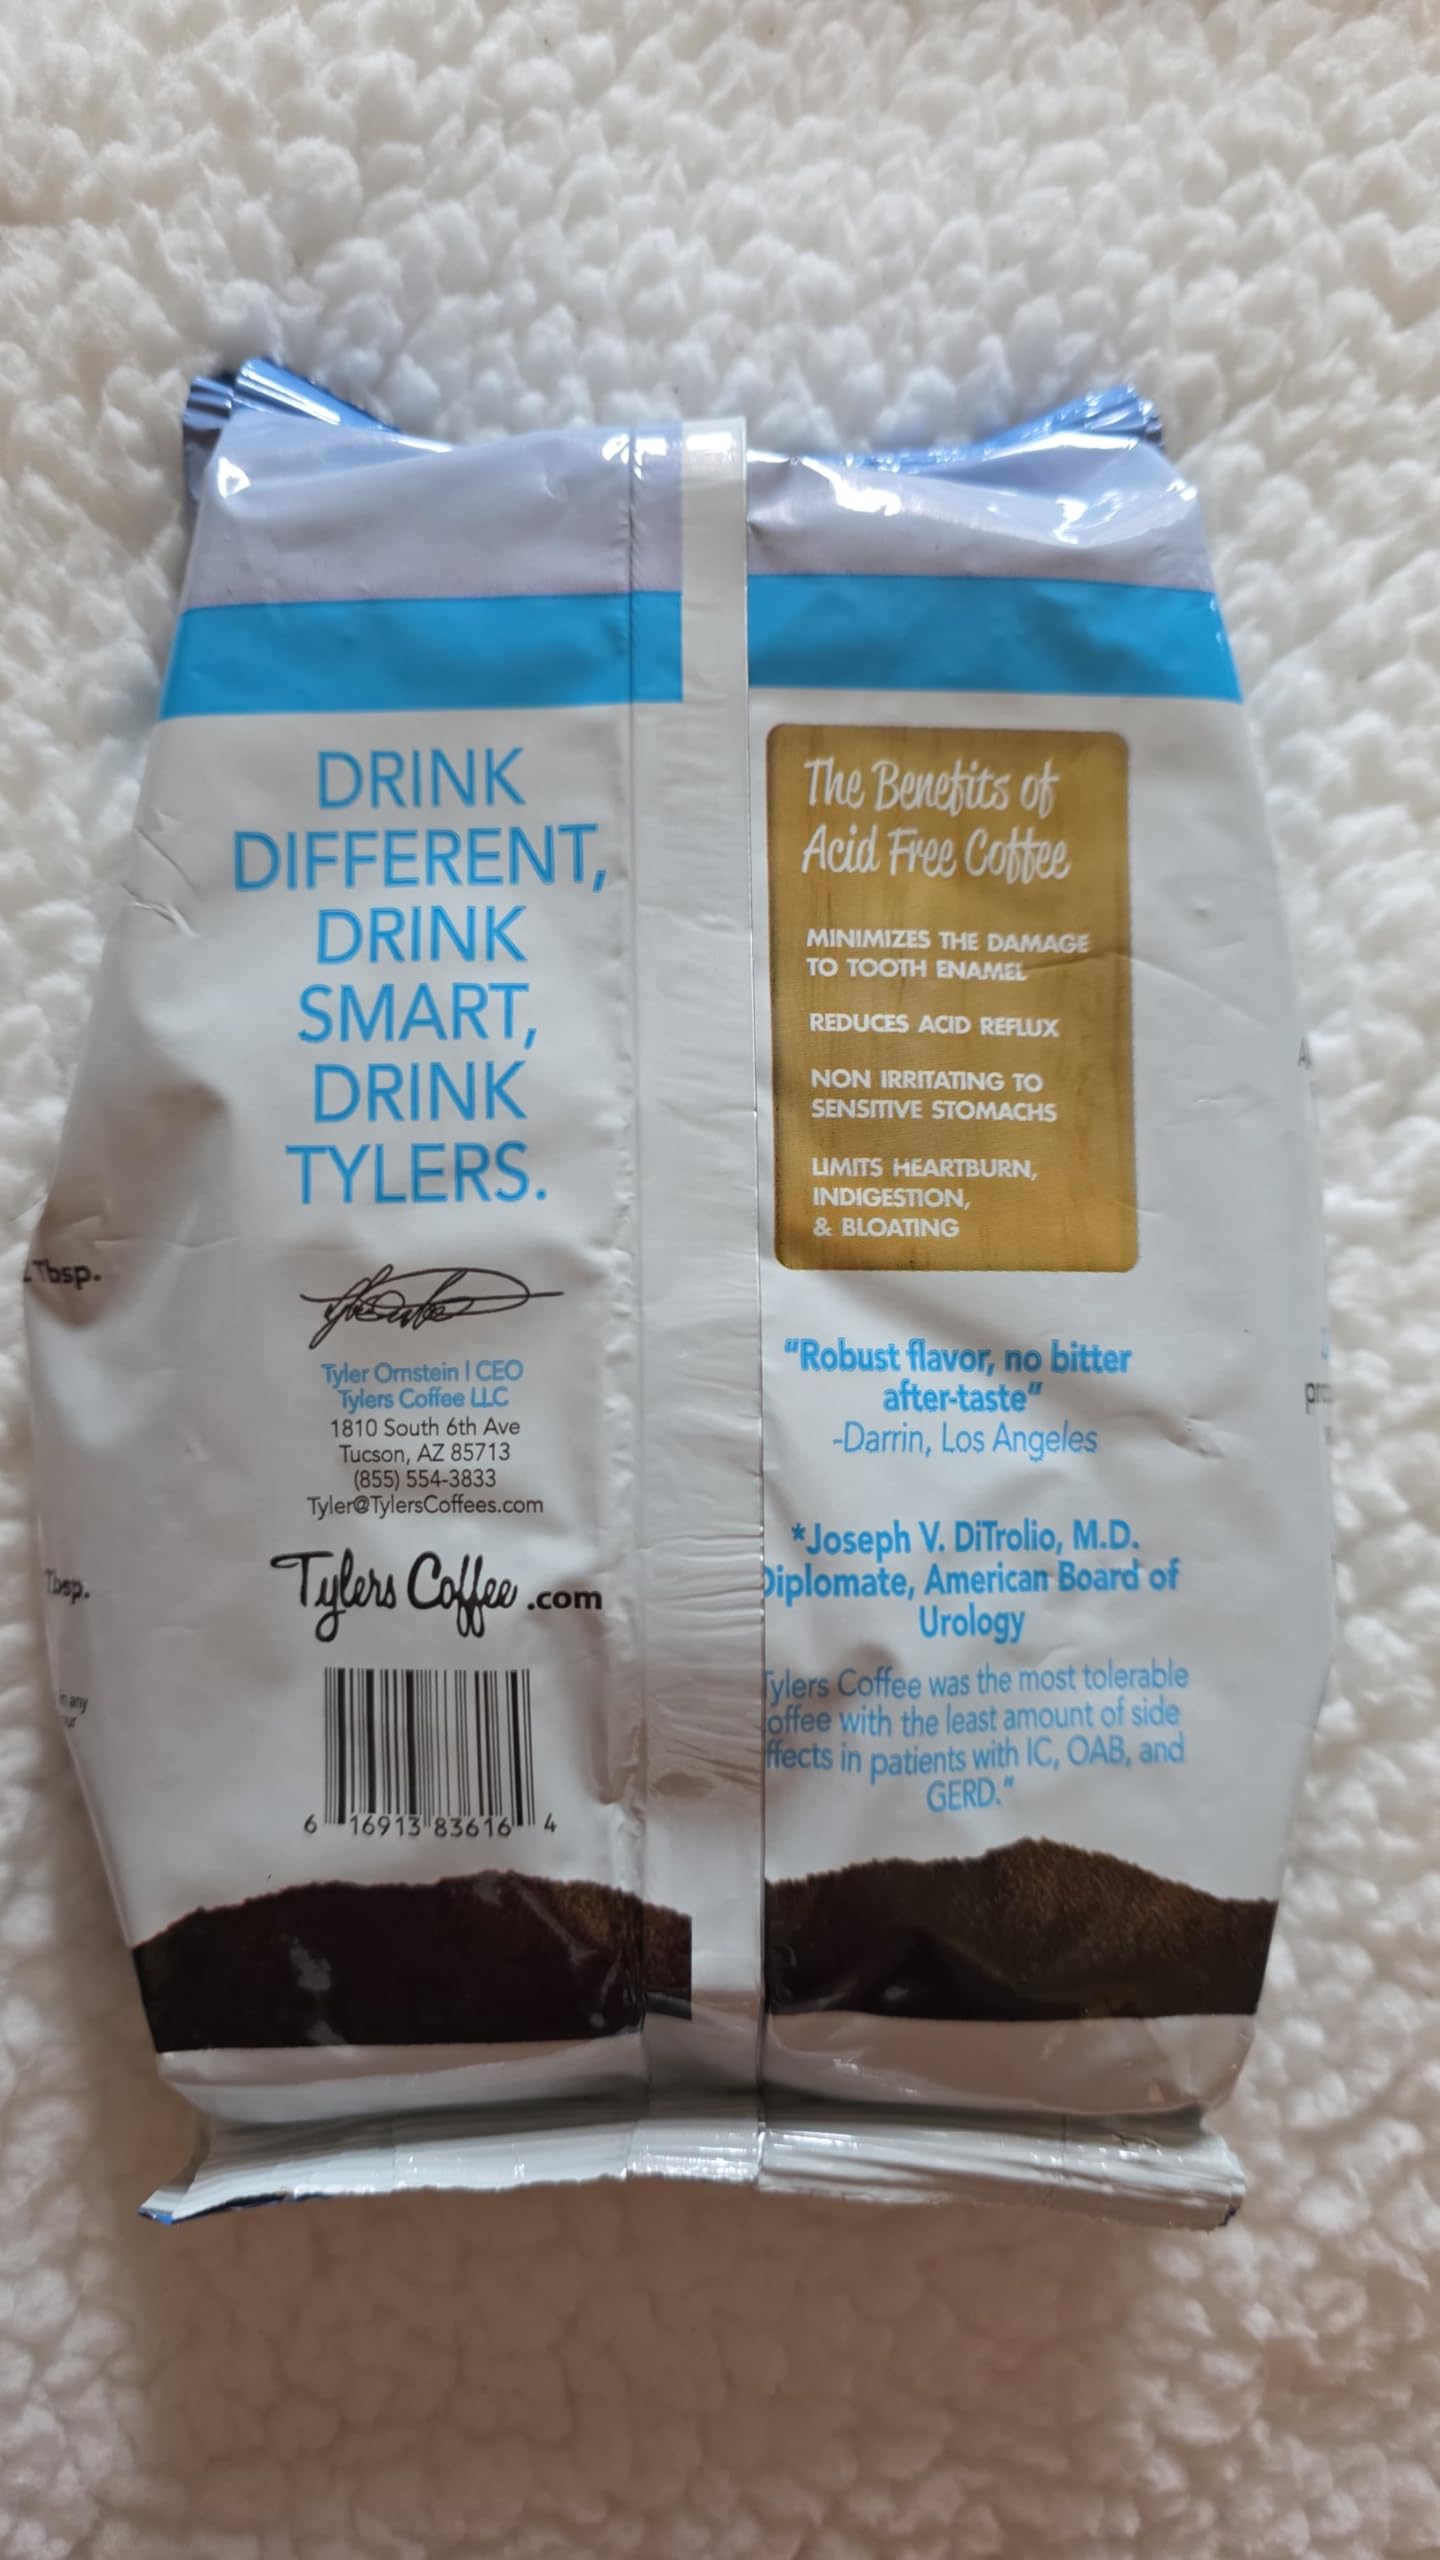 DRINK
DIFFERENT,
DRINK
SMART,
DRINK
TYLERS.
Tyler Ornstein | CEO
Tylers Coffee LLC
1810 South 6th Ave
Tucson, AZ 85713
(855) 554-3833
Tyler@TylersCoffees.com
Tylers Coffee.com
6 16913 83616 4
The Benefits of
Acid Free Coffee
MINIMIZES THE DAMAGE
TO TOOTH ENAMEL
REDUCES ACID REFLUX
NON IRRITATING TO
SENSITIVE STOMACHS
LIMITS HEARTBURN,
INDIGESTION,
& BLOATING
"Robust flavor, no bitter
after-taste"
-Darrin, Los Angeles
*Joseph V. DiTrolio, M.D.
Diplomate, American Board of
Urology
Tylers Coffee was the most tolerable
offee with the least amount of side
ffects in patients with IC, OAB, and
GERD."
Tbsp.
Tbsp.
any